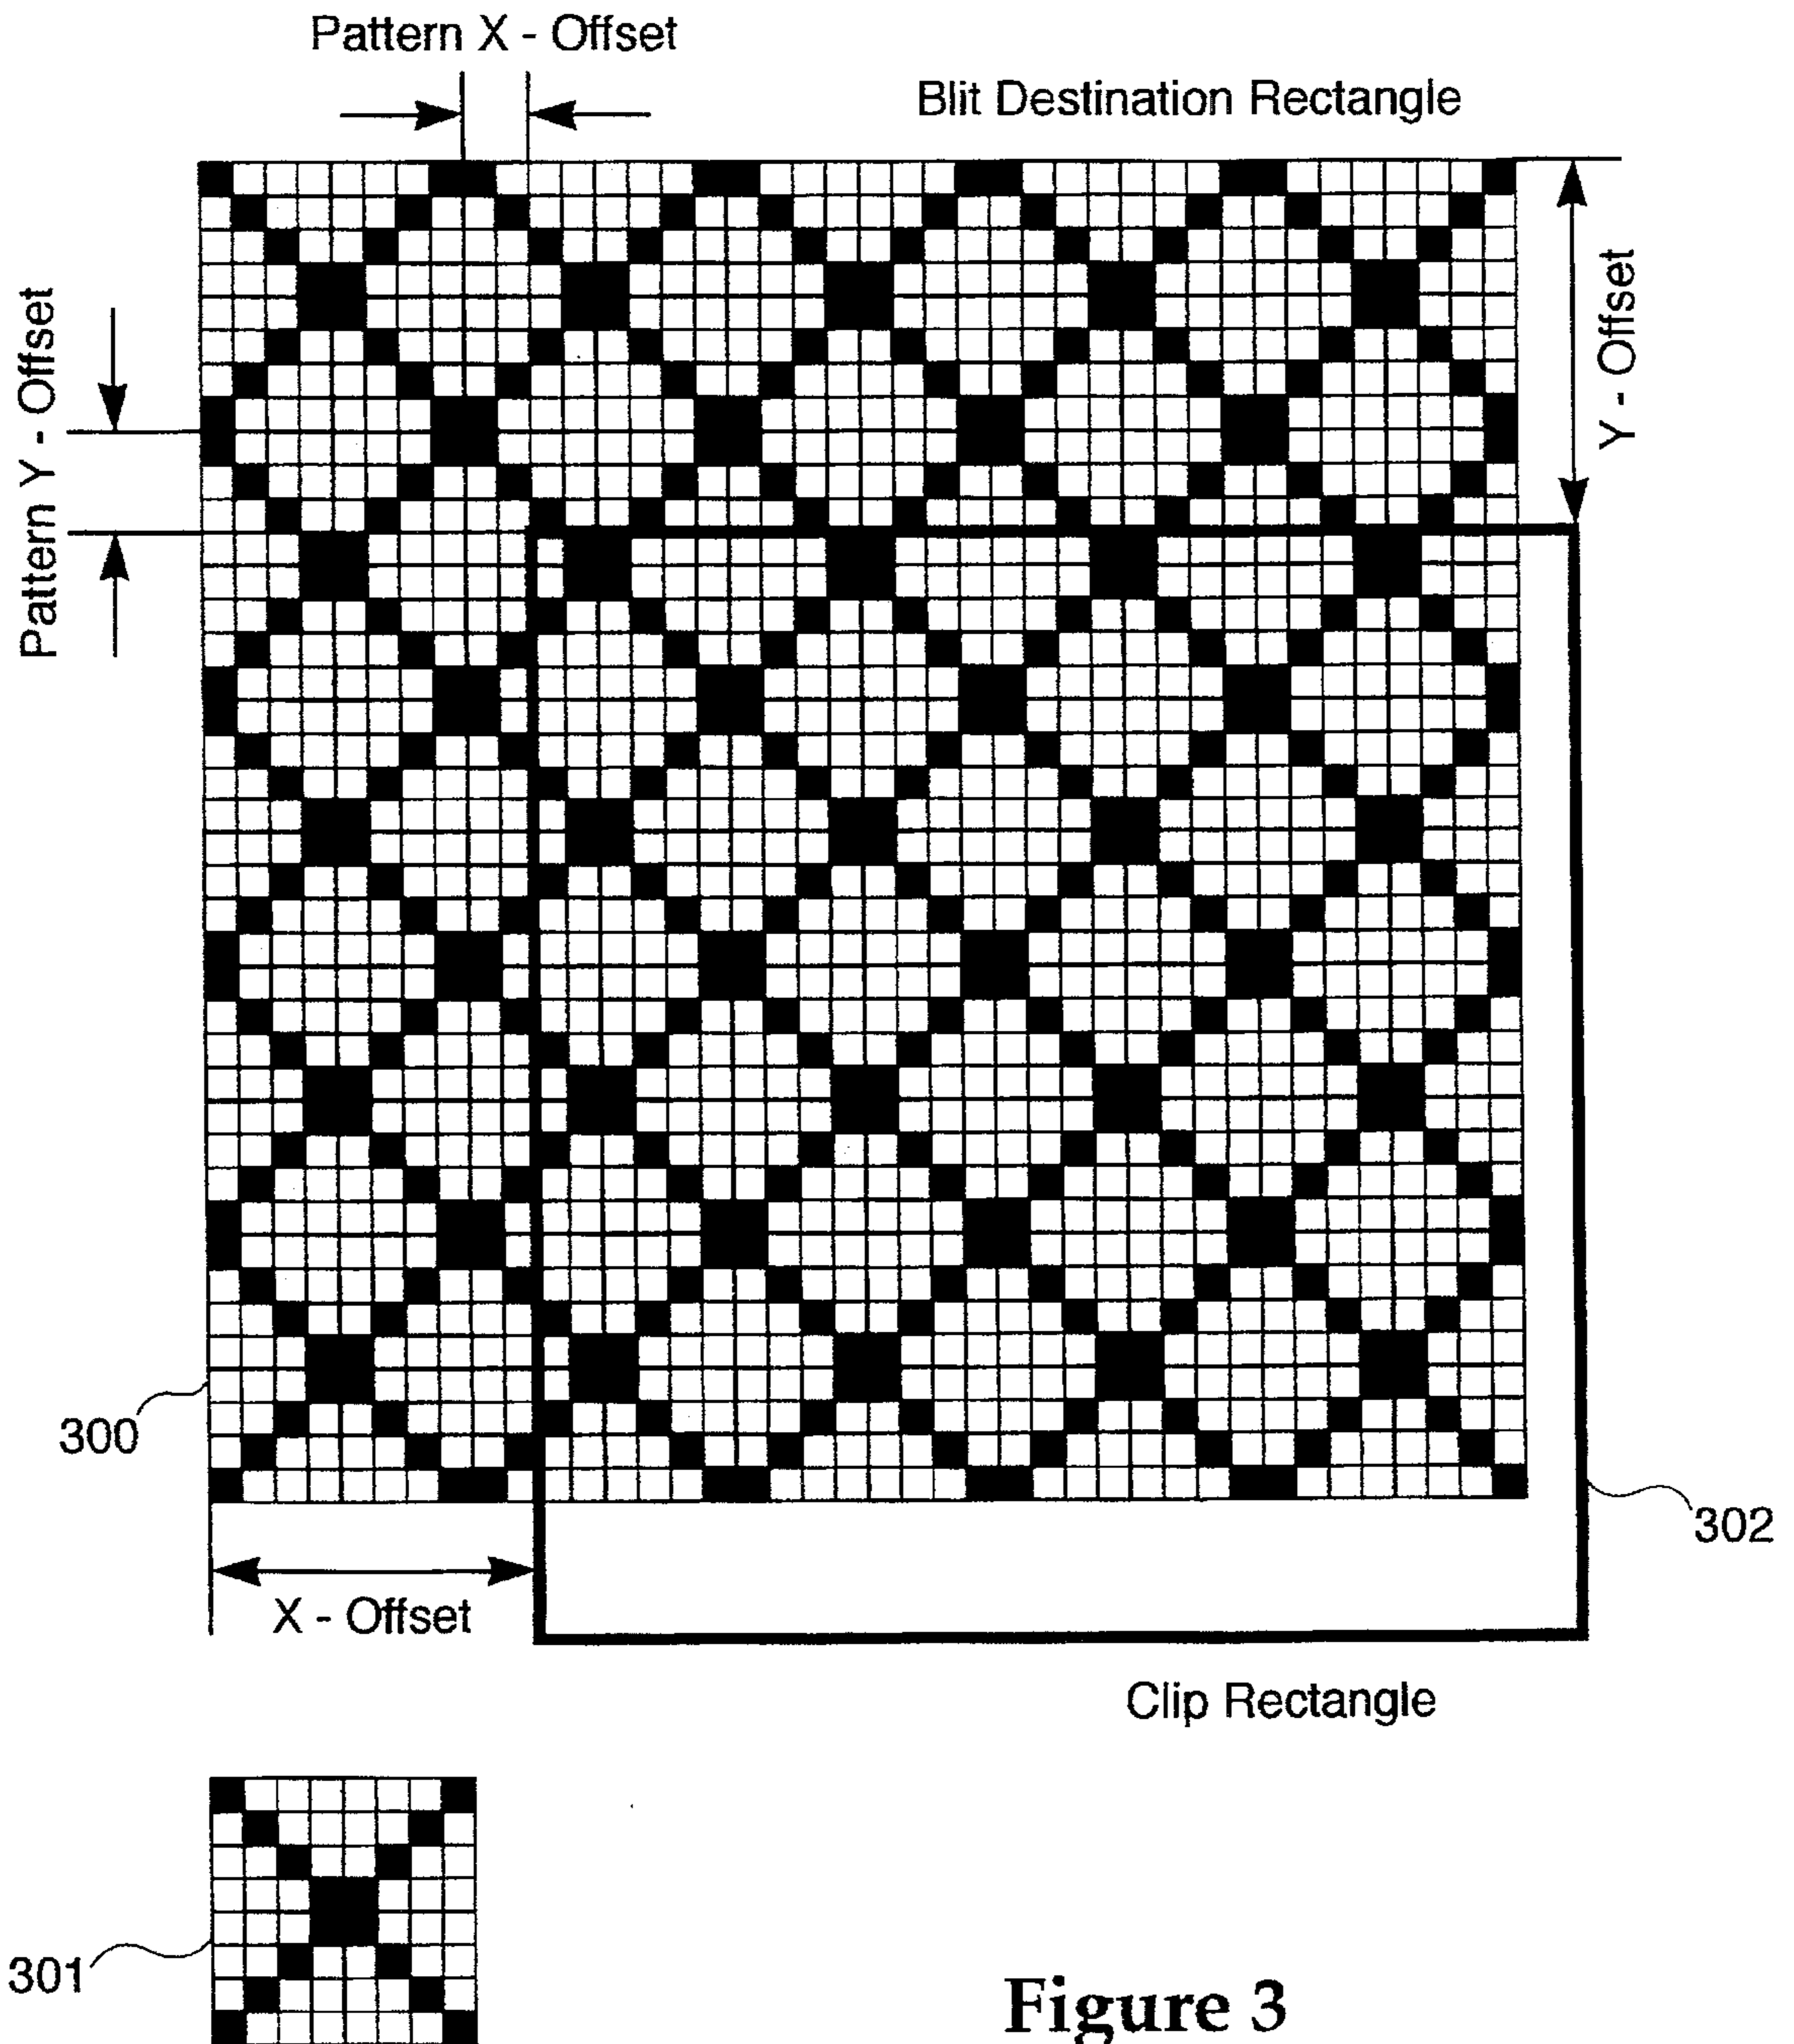 Pattern X - Offset
Blit Destination Rectangle
Pattern Y - Offset
Y - Offset
300
302
X - Offset
Clip Rectangle
301
Figure 3